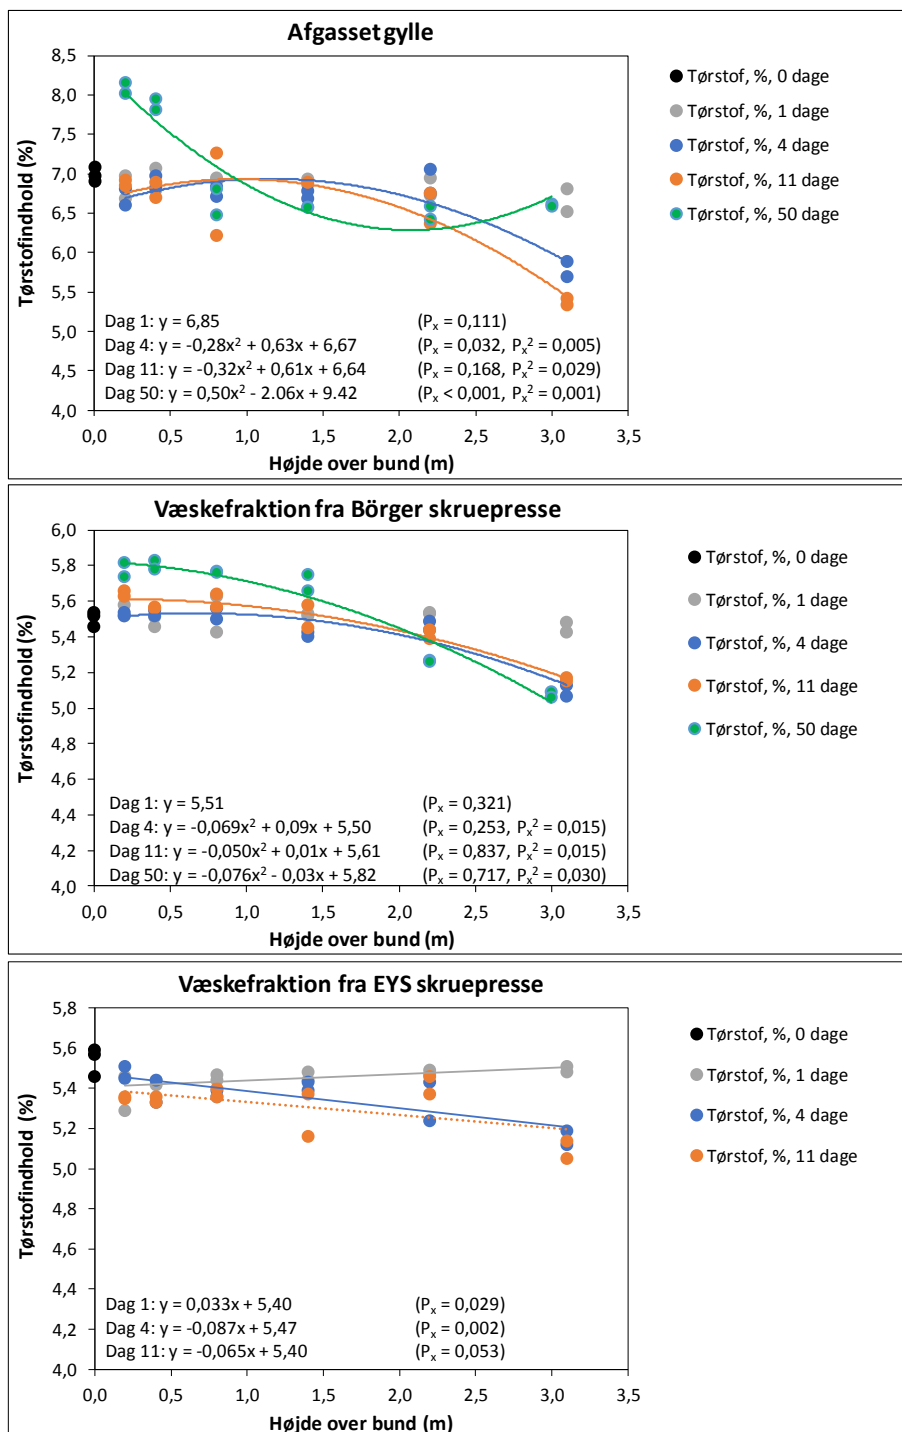 Afgasset gylle
Tørstofindhold (%)
8,5
8,0
7,5
7,0
6,5
6,0
5,5
5,0
4,5
4,0
Dag 1: y = 6,85 (Pₓ = 0,111)
Dag 4: y = -0,28x² + 0,63x + 6,67 (Pₓ = 0,032, Pₓ² = 0,005)
Dag 11: y = -0,32x² + 0,61x + 6,64 (Pₓ = 0,168, Pₓ² = 0,029)
Dag 50: y = 0,50x² - 2.06x + 9.42 (Pₓ < 0,001, Pₓ² = 0,001)
0,0 0,5 1,0 1,5 2,0 2,5 3,0 3,5
Højde over bund (m)
Tørstof, %, 0 dage
Tørstof, %, 1 dage
Tørstof, %, 4 dage
Tørstof, %, 11 dage
Tørstof, %, 50 dage
Væskefraktion fra Börger skruepresse
Tørstofindhold (%)
6,0
5,8
5,6
5,4
5,2
5,0
4,8
4,6
4,4
4,2
4,0
Dag 1: y = 5,51 (Pₓ = 0,321)
Dag 4: y = -0,069x² + 0,09x + 5,50 (Pₓ = 0,253, Pₓ² = 0,015)
Dag 11: y = -0,050x² + 0,01x + 5,61 (Pₓ = 0,837, Pₓ² = 0,015)
Dag 50: y = -0,076x² - 0,03x + 5,82 (Pₓ = 0,717, Pₓ² = 0,030)
0,0 0,5 1,0 1,5 2,0 2,5 3,0 3,5
Højde over bund (m)
Tørstof, %, 0 dage
Tørstof, %, 1 dage
Tørstof, %, 4 dage
Tørstof, %, 11 dage
Tørstof, %, 50 dage
Væskefraktion fra EYS skruepresse
Tørstofindhold (%)
5,8
5,6
5,4
5,2
5,0
4,8
4,6
4,4
4,2
4,0
Dag 1: y = 0,033x + 5,40 (Pₓ = 0,029)
Dag 4: y = -0,087x + 5,47 (Pₓ = 0,002)
Dag 11: y = -0,065x + 5,40 (Pₓ = 0,053)
0,0 0,5 1,0 1,5 2,0 2,5 3,0 3,5
Højde over bund (m)
Tørstof, %, 0 dage
Tørstof, %, 1 dage
Tørstof, %, 4 dage
Tørstof, %, 11 dage